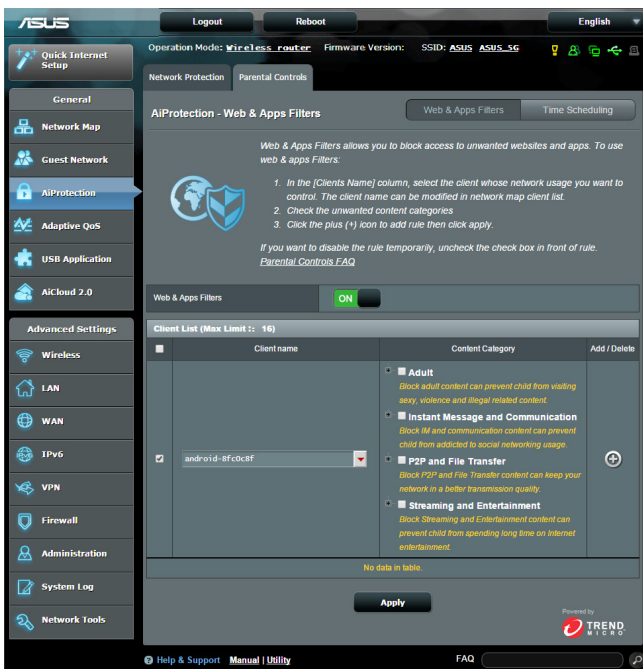 ASUS
Logout
Reboot
English
Quick Internet
Setup
Operation Mode: Wireless router Firmware Version: SSID: ASUS ASUS_5G
Network Protection
Parental Controls
General
Network Map
Guest Network
AiProtection
Adaptive QoS
USB Application
AiCloud 2.0
Advanced Settings
Wireless
LAN
WAN
IPv6
VPN
Firewall
Administration
System Log
Network Tools
AiProtection - Web & Apps Filters
Web & Apps Filters
Time Scheduling
Web & Apps Filters allows you to block access to unwanted websites and apps. To use
web & apps Filters:
1. In the [Clients Name] column, select the client whose network usage you want to
control. The client name can be modified in network map client list.
2. Check the unwanted content categories
3. Click the plus (+) icon to add rule then click apply.
If you want to disable the rule temporarily, uncheck the check box in front of rule.
Parental Controls FAQ
Web & Apps Filters
ON
Client List (Max Limit : 16)
Client name
Content Category
Add / Delete
android-8fc0c8f
Adult
Block adult content can prevent child from visiting
sexy, violence and illegal related content.
Instant Message and Communication
Block IM and communication content can prevent
child from addicted to social networking usage.
P2P and File Transfer
Block P2P and File Transfer content can keep your
network in a better transmission quality.
Streaming and Entertainment
Block Streaming and Entertainment content can
prevent child from spending long time on Internet
entertainment.
No data in table.
Apply
Powered by
TREND
MICRO
Help & Support Manual | Utility
FAQ